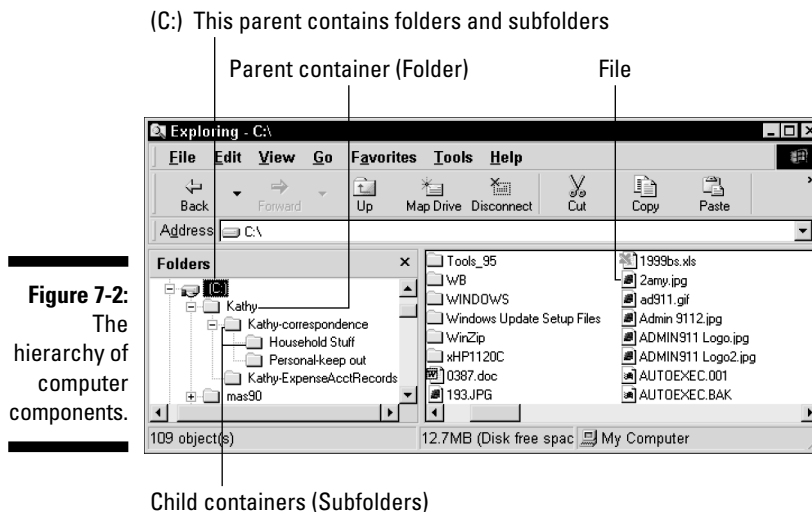 (C:) This parent contains folders and subfolders
Parent container (Folder)
File
Exploring - C:\
File Edit View Go Favorites Tools Help
Back Forward Up Map Drive Disconnect Cut Copy Paste
Address C:\
Folders
(C:)
Kathy
Kathy-correspondence
Household Stuff
Personal-keep out
Kathy-ExpenseAcctRecords
mas90
Tools_95
WB
WINDOWS
Windows Update Setup Files
WinZip
xHP1120C
0387.doc
193.JPG
1999bs.xls
2amy.jpg
ad911.gif
Admin 9112.jpg
ADMIN911 Logo.jpg
ADMIN911 Logo2.jpg
AUTOEXEC.001
AUTOEXEC.BAK
109 object(s)
12.7MB (Disk free spac
My Computer
Figure 7-2:
The
hierarchy of
computer
components.
Child containers (Subfolders)